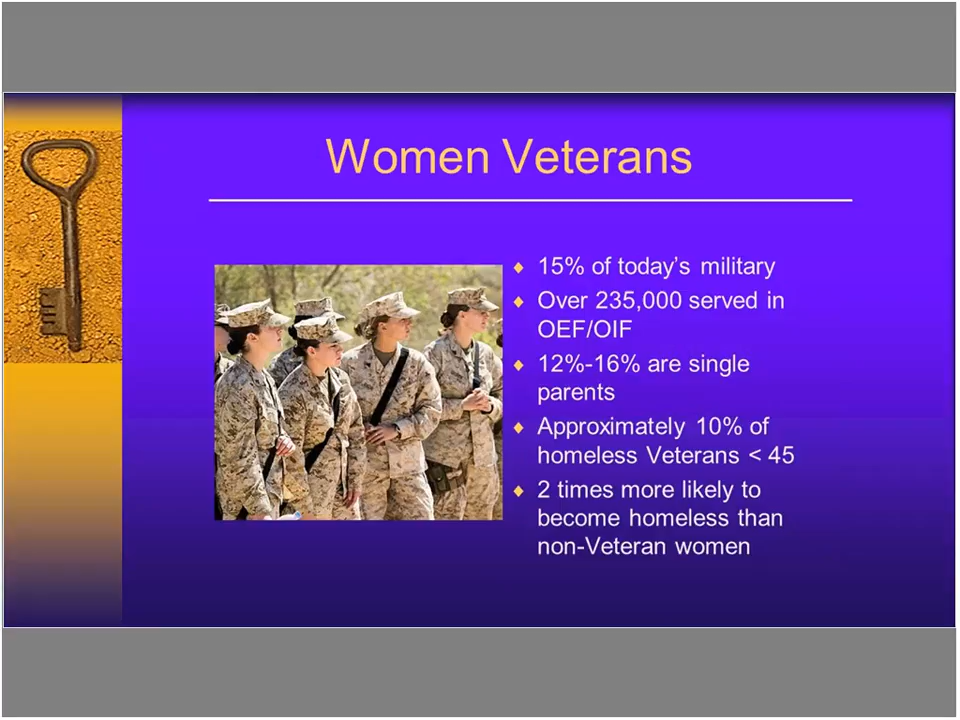 Women Veterans
15% of today's military
Over 235,000 served in
OEF/OIF
12%-16% are single
parents
Approximately 10% of
homeless Veterans < 45
2 times more likely to
become homeless than
non-Veteran women